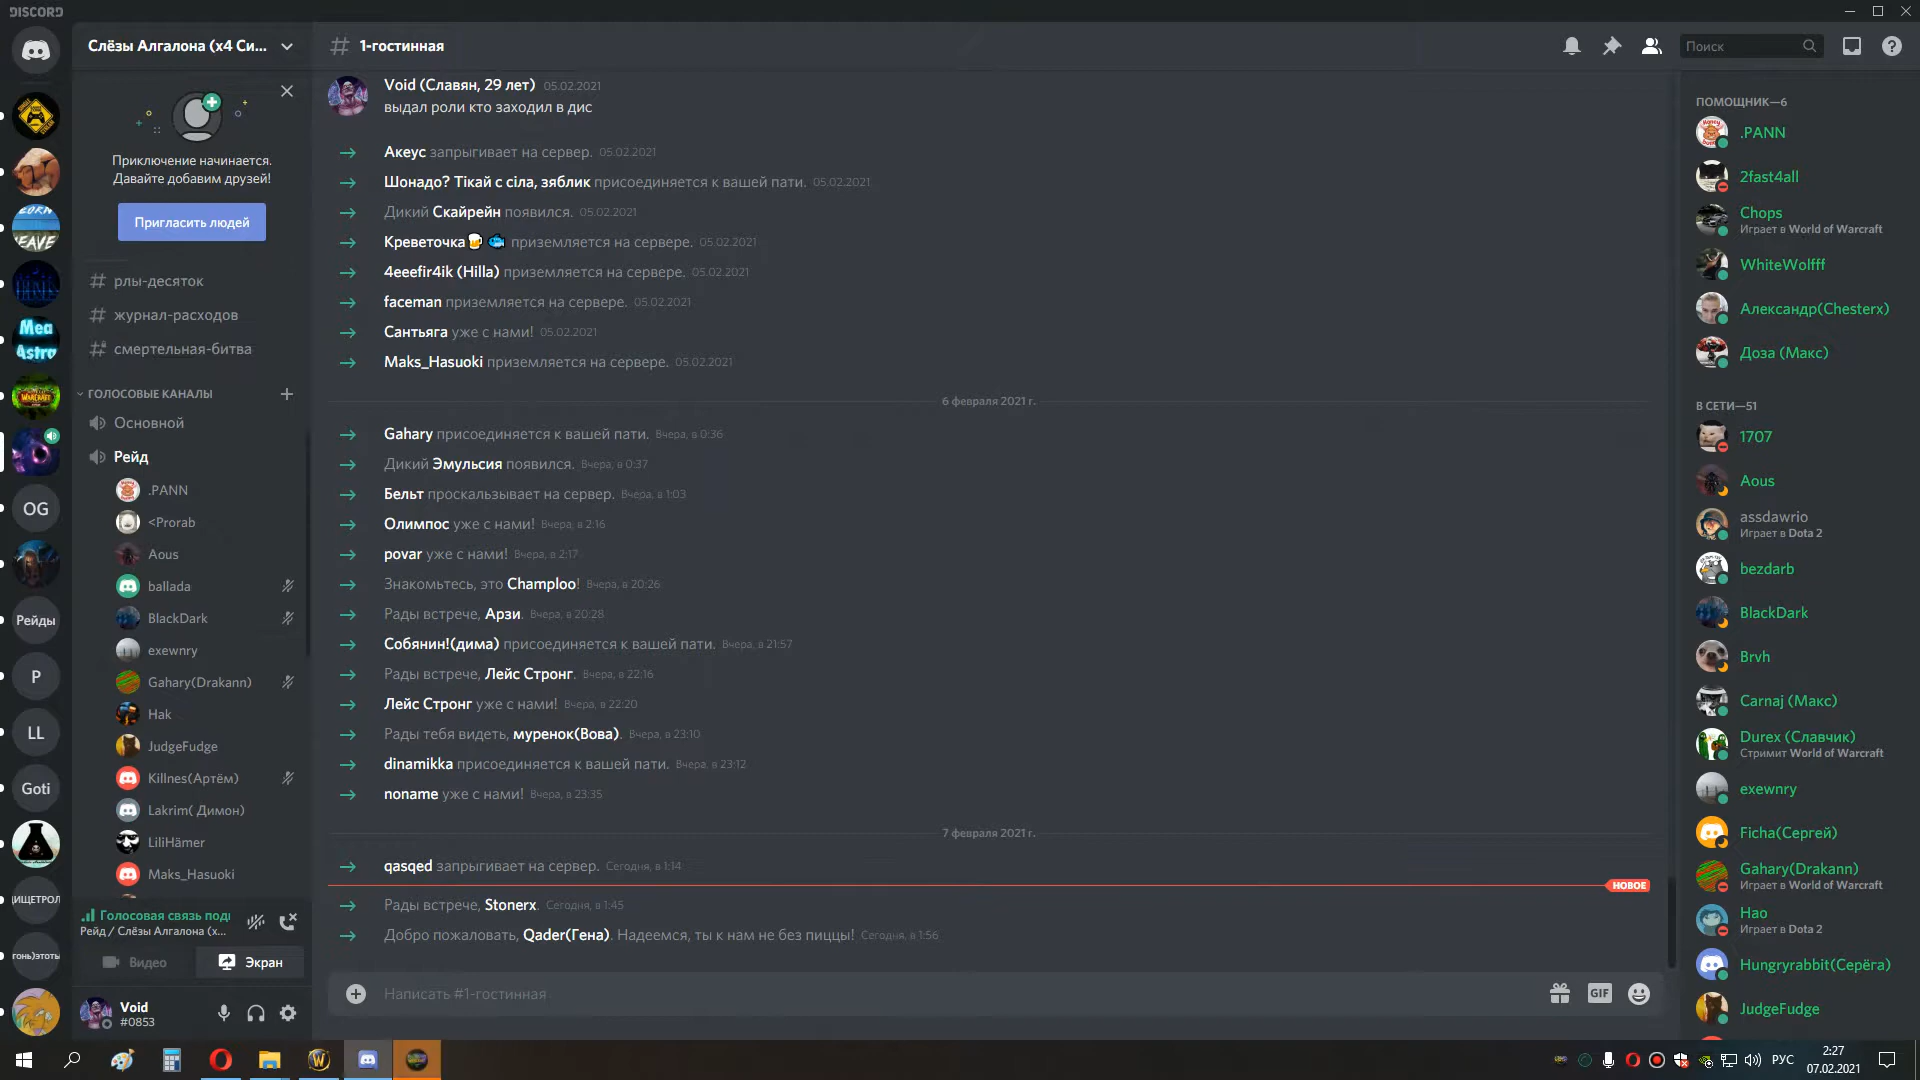 DISCORD
Слёзы Алгалона (x4 Си...
Приключение начинается.
Давайте добавим друзей!
Пригласить людей
рлы-десяток
журнал-расходов
смертельная-битва
ГОЛОСОВЫЕ КАНАЛЫ
Основной
Рейд
.PANN
<Prorab
Aous
ballada
BlackDark
exewnry
Gahary(Drakann)
Hak
JudgeFudge
Killnes(Артём)
Lakrim( Димон)
LiliHämer
Maks_Hasuoki
Голосовая связь под
Рейд / Слёзы Алгалона (x...
Видео
Экран
Void
#0853
Mea
Astra
OG
Рейды
P
LL
Goti
1-гостинная
Поиск
Void (Славян, 29 лет) 05.02.2021
выдал роли кто заходил в дис
Акеус запрыгивает на сервер. 05.02.2021
Шонадо? Тікай с сіла, зяблик присоединяется к вашей пати. 05.02.2021
Дикий Скайрейн появился. 05.02.2021
Креветочка🍺🐟 приземляется на сервере. 05.02.2021
4eeefir4ik (Hilla) приземляется на сервере. 05.02.2021
faceman приземляется на сервере. 05.02.2021
Сантьяга уже с нами! 05.02.2021
Maks_Hasuoki приземляется на сервере. 05.02.2021
6 февраля 2021 г.
Gahary присоединяется к вашей пати. Вчера, в 0:36
Дикий Эмульсия появился. Вчера, в 0:37
Бельт проскальзывает на сервер. Вчера, в 1:03
Олимпос уже с нами! Вчера, в 2:16
povar уже с нами! Вчера, в 2:17
Знакомьтесь, это Champloo! Вчера, в 20:26
Рады встрече, Арзи. Вчера, в 20:28
Собянин!(дима) присоединяется к вашей пати. Вчера, в 21:57
Рады встрече, Лейс Стронг. Вчера, в 22:16
Лейс Стронг уже с нами! Вчера, в 22:20
Рады тебя видеть, муренок(Вова). Вчера, в 23:10
dinamikka присоединяется к вашей пати. Вчера, в 23:12
noname уже с нами! Вчера, в 23:35
7 февраля 2021 г.
qasqed запрыгивает на сервер. Сегодня, в 1:14
НОВОЕ
Рады встрече, Stonerx. Сегодня, в 1:45
Добро пожаловать, Qader(Гена). Надеемся, ты к нам не без пиццы! Сегодня, в 1:56
Написать #1-гостинная
GIF
ПОМОЩНИК—6
.PANN
2fast4all
Chops
Играет в World of Warcraft
WhiteWolfff
Александр(Chesterx)
Доза (Макс)
В СЕТИ—51
1707
Aous
assdawrio
Играет в Dota 2
bezdarb
BlackDark
Brvh
Carnaj (Макс)
Durex (Славчик)
Стримит World of Warcraft
exewnry
Ficha(Сергей)
Gahary(Drakann)
Играет в World of Warcraft
Hao
Играет в Dota 2
Hungryrabbit(Серёга)
JudgeFudge
РУС
2:27
07.02.2021